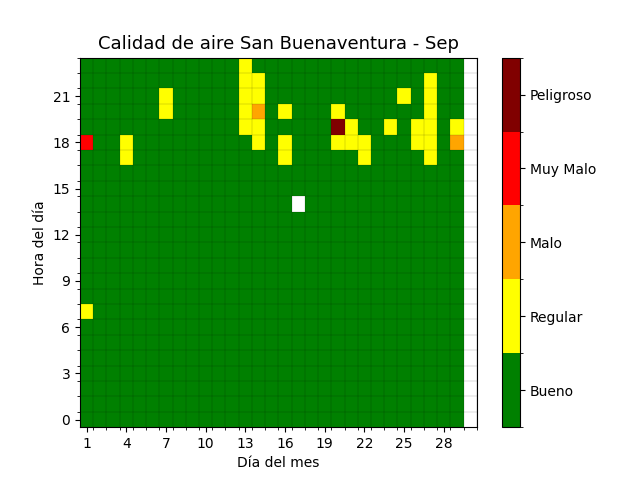 Calidad de aire San Buenaventura - Sep
Hora del día
21
18
15
12
9
6
3
0
1 4 7 10 13 16 19 22 25 28
Día del mes
Peligroso
Muy Malo
Malo
Regular
Bueno